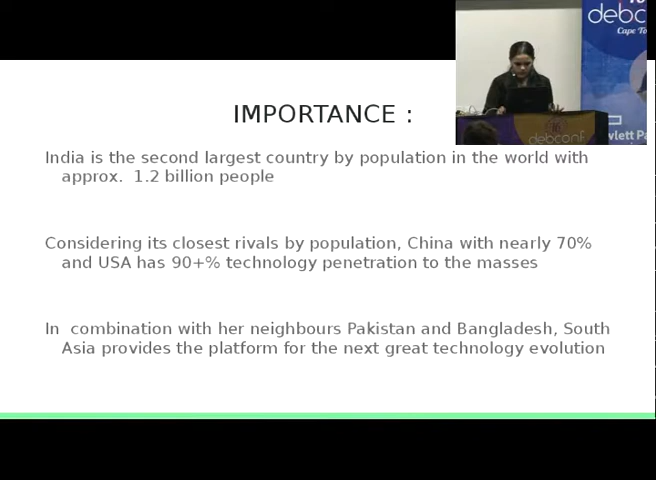 debc
Cape To
debconf
wlett Pa
IMPORTANCE :
India is the second largest country by population in the world with
approx.  1.2 billion people
Considering its closest rivals by population, China with nearly 70%
and USA has 90+% technology penetration to the masses
In  combination with her neighbours Pakistan and Bangladesh, South
Asia provides the platform for the next great technology evolution